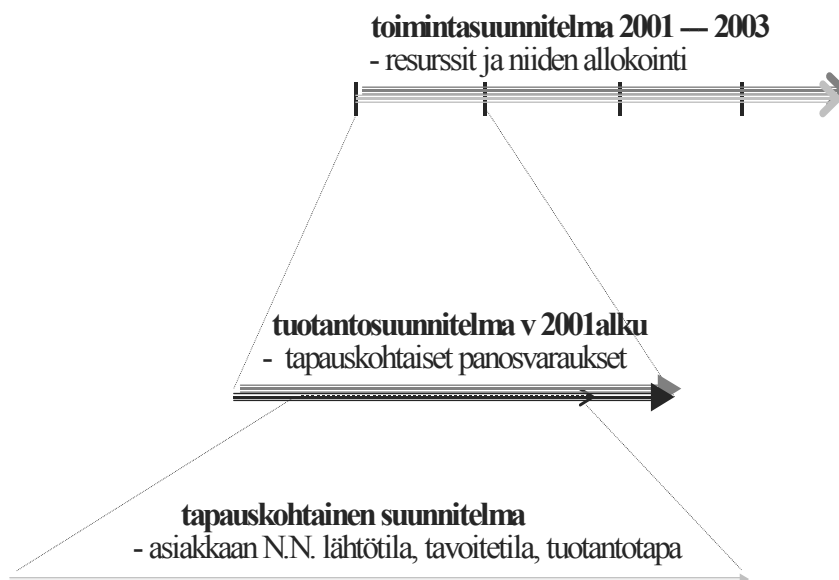 toimintasuunnitelma 2001 — 2003
- resurssit ja niiden allokointi
tuotantosuunnitelma v 2001alku
- tapauskohtaiset panosvaraukset
tapauskohtainen suunnitelma
- asiakkaan N.N. lähtötila, tavoitetila, tuotantotapa